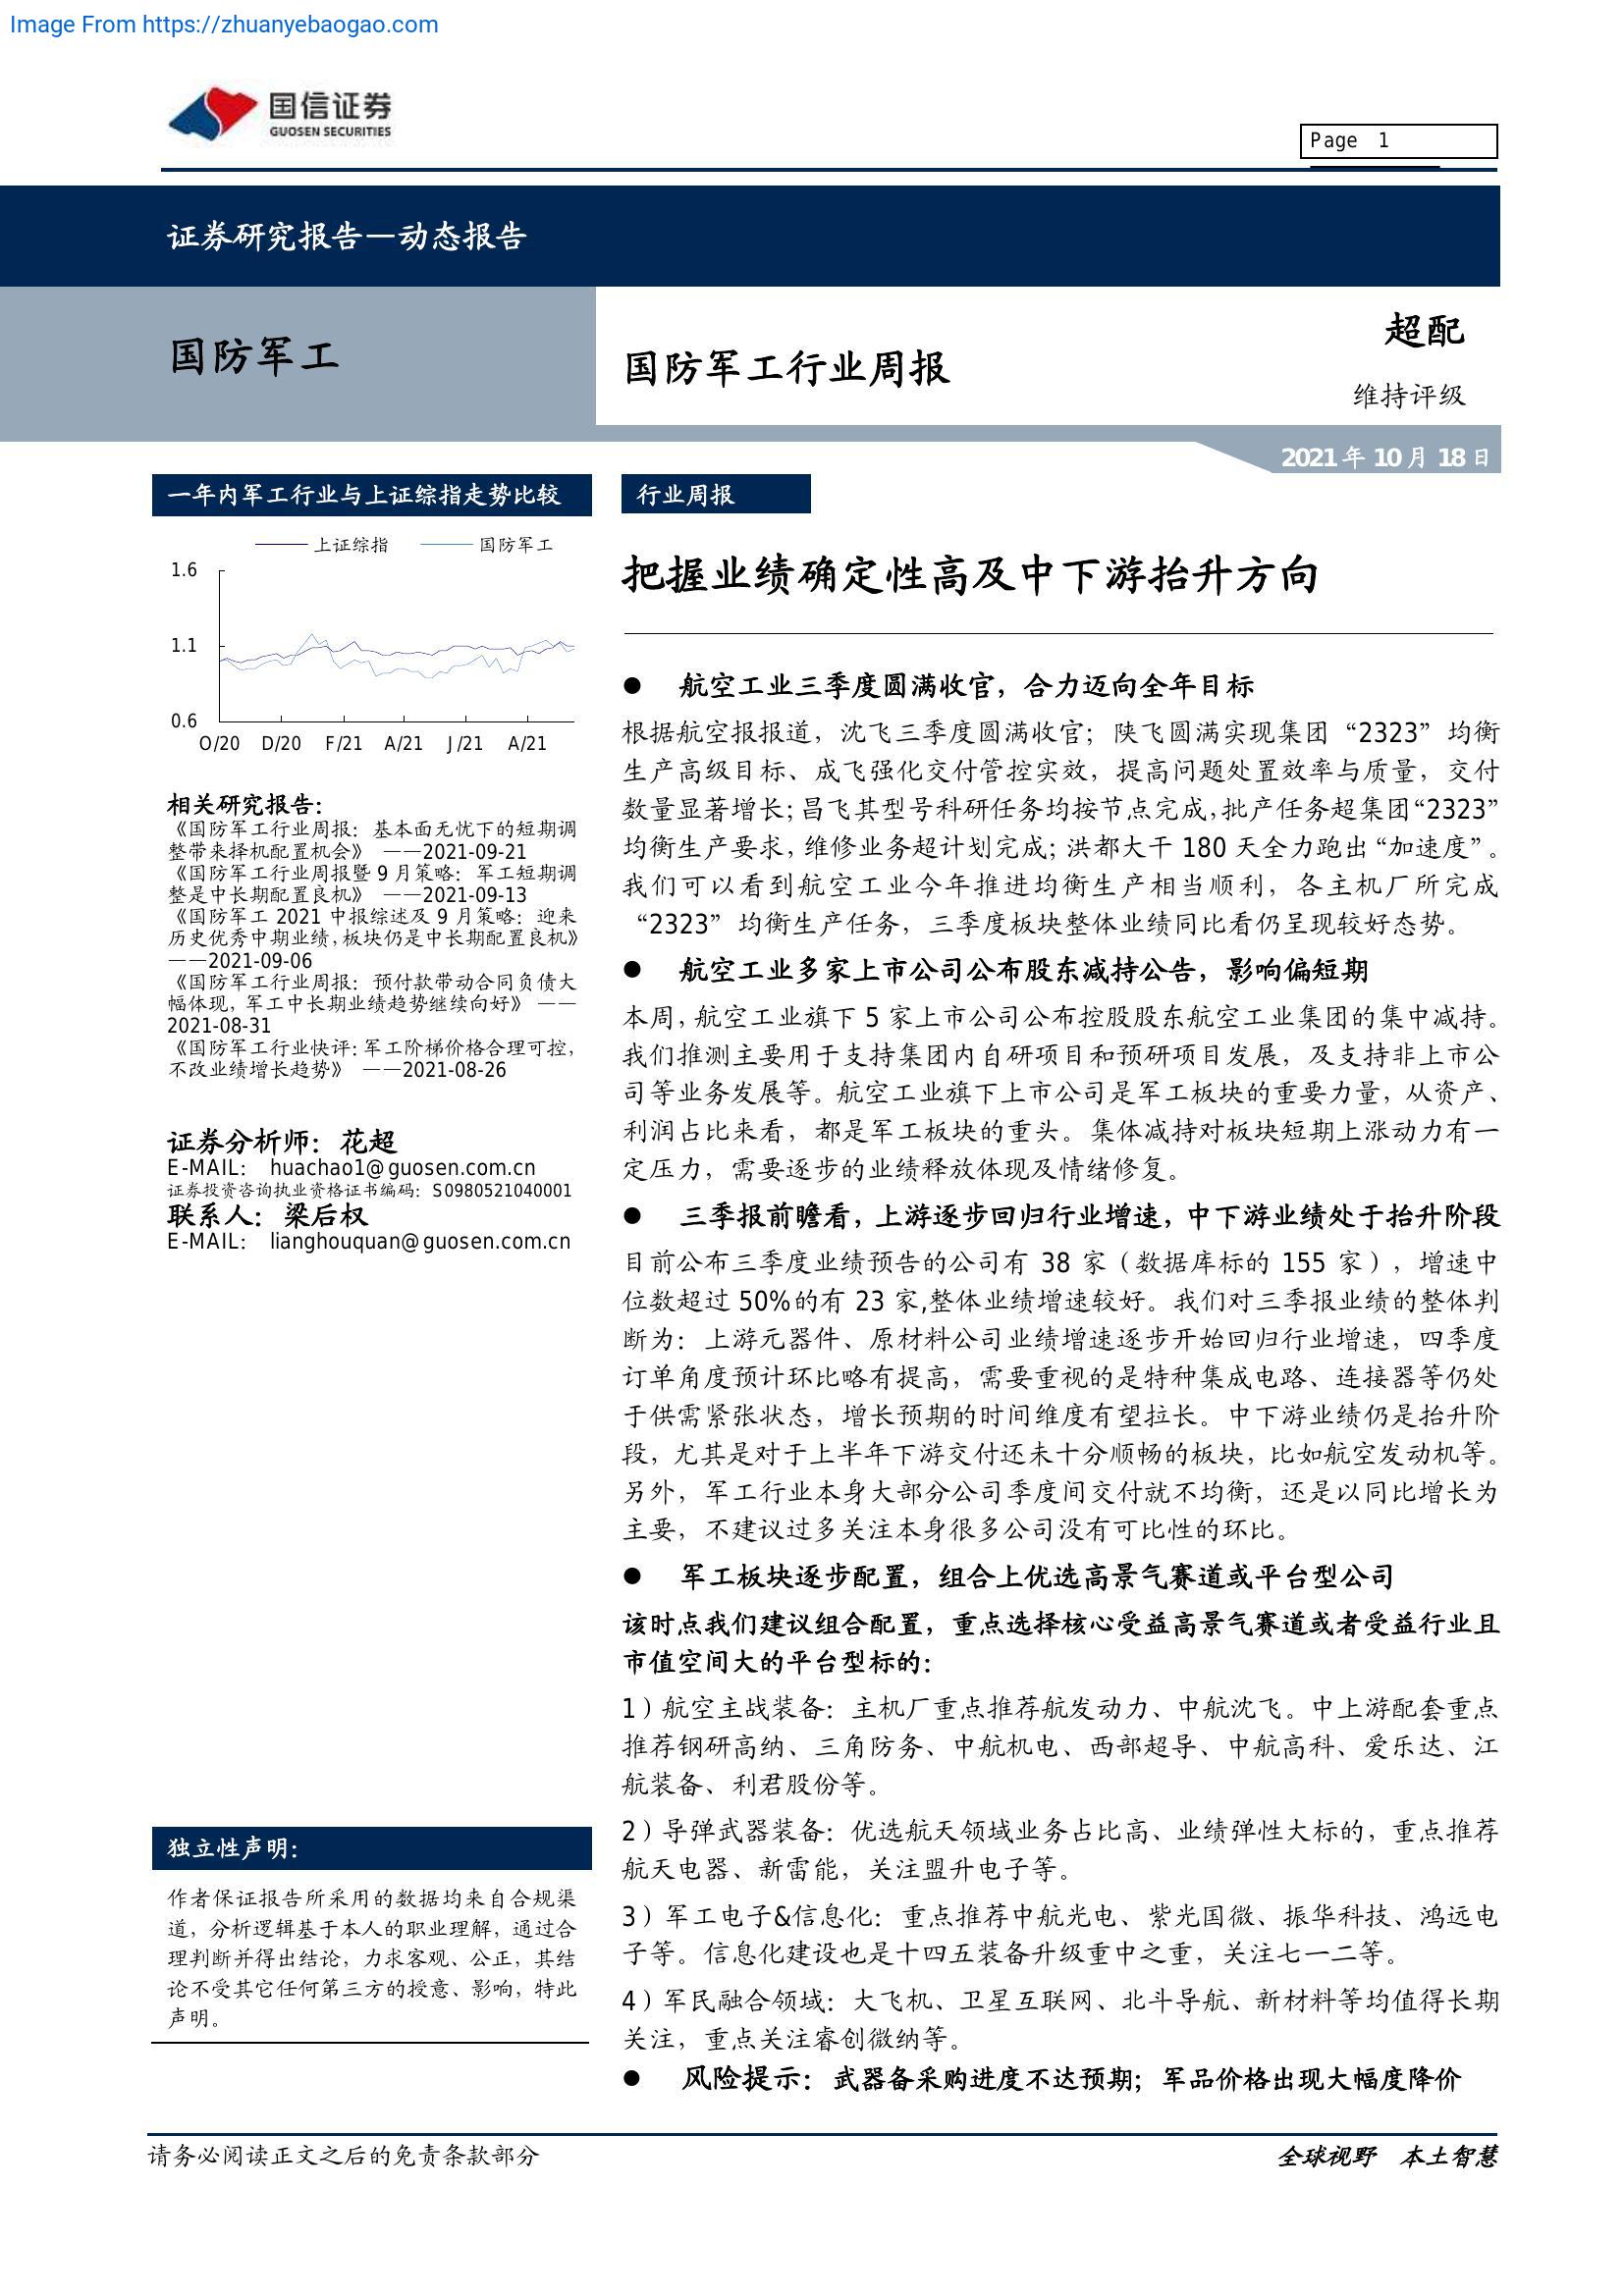 Image From https://zhuanyebaogao.com
国信证券
GUOSEN SECURITIES
Page 1
证券研究报告—动态报告
国防军工
国防军工行业周报
超配
维持评级
2021 年 10 月 18 日
一年内军工行业与上证综指走势比较
上证综指 国防军工
1.6
1.1
0.6
O/20 D/20 F/21 A/21 J/21 A/21
相关研究报告：
《国防军工行业周报：基本面无忧下的短期调
整带来择机配置机会》 ——2021-09-21
《国防军工行业周报暨 9 月策略：军工短期调
整是中长期配置良机》 ——2021-09-13
《国防军工 2021 中报综述及 9 月策略：迎来
历史优秀中期业绩，板块仍是中长期配置良机》
——2021-09-06
《国防军工行业周报：预付款带动合同负债大
幅体现，军工中长期业绩趋势继续向好》 ——
2021-08-31
《国防军工行业快评：军工阶梯价格合理可控，
不改业绩增长趋势》 ——2021-08-26
证券分析师：花超
E-MAIL： huachao1@guosen.com.cn
证券投资咨询执业资格证书编码：S0980521040001
联系人：梁后权
E-MAIL： lianghouquan@guosen.com.cn
独立性声明：
作者保证报告所采用的数据均来自合规渠
道，分析逻辑基于本人的职业理解，通过合
理判断并得出结论，力求客观、公正，其结
论不受其它任何第三方的授意、影响，特此
声明。
行业周报
把握业绩确定性高及中下游抬升方向
● 航空工业三季度圆满收官，合力迈向全年目标
根据航空报报道，沈飞三季度圆满收官；陕飞圆满实现集团“2323”均衡
生产高级目标、成飞强化交付管控实效，提高问题处置效率与质量，交付
数量显著增长；昌飞其型号科研任务均按节点完成，批产任务超集团“2323”
均衡生产要求，维修业务超计划完成；洪都大干 180 天全力跑出“加速度”。
我们可以看到航空工业今年推进均衡生产相当顺利，各主机厂所完成
“2323”均衡生产任务，三季度板块整体业绩同比看仍呈现较好态势。
● 航空工业多家上市公司公布股东减持公告，影响偏短期
本周，航空工业旗下 5 家上市公司公布控股股东航空工业集团的集中减持。
我们推测主要用于支持集团内自研项目和预研项目发展，及支持非上市公
司等业务发展等。航空工业旗下上市公司是军工板块的重要力量，从资产、
利润占比来看，都是军工板块的重头。集体减持对板块短期上涨动力有一
定压力，需要逐步的业绩释放体现及情绪修复。
● 三季报前瞻看，上游逐步回归行业增速，中下游业绩处于抬升阶段
目前公布三季度业绩预告的公司有 38 家（数据库标的 155 家），增速中
位数超过 50%的有 23 家,整体业绩增速较好。我们对三季报业绩的整体判
断为：上游元器件、原材料公司业绩增速逐步开始回归行业增速，四季度
订单角度预计环比略有提高，需要重视的是特种集成电路、连接器等仍处
于供需紧张状态，增长预期的时间维度有望拉长。中下游业绩仍是抬升阶
段，尤其是对于上半年下游交付还未十分顺畅的板块，比如航空发动机等。
另外，军工行业本身大部分公司季度间交付就不均衡，还是以同比增长为
主要，不建议过多关注本身很多公司没有可比性的环比。
● 军工板块逐步配置，组合上优选高景气赛道或平台型公司
该时点我们建议组合配置，重点选择核心受益高景气赛道或者受益行业且
市值空间大的平台型标的：
1）航空主战装备：主机厂重点推荐航发动力、中航沈飞。中上游配套重点
推荐钢研高纳、三角防务、中航机电、西部超导、中航高科、爱乐达、江
航装备、利君股份等。
2）导弹武器装备：优选航天领域业务占比高、业绩弹性大标的，重点推荐
航天电器、新雷能，关注盟升电子等。
3）军工电子&信息化：重点推荐中航光电、紫光国微、振华科技、鸿远电
子等。信息化建设也是十四五装备升级重中之重，关注七一二等。
4）军民融合领域：大飞机、卫星互联网、北斗导航、新材料等均值得长期
关注，重点关注睿创微纳等。
● 风险提示：武器备采购进度不达预期；军品价格出现大幅度降价
请务必阅读正文之后的免责条款部分
全球视野 本土智慧